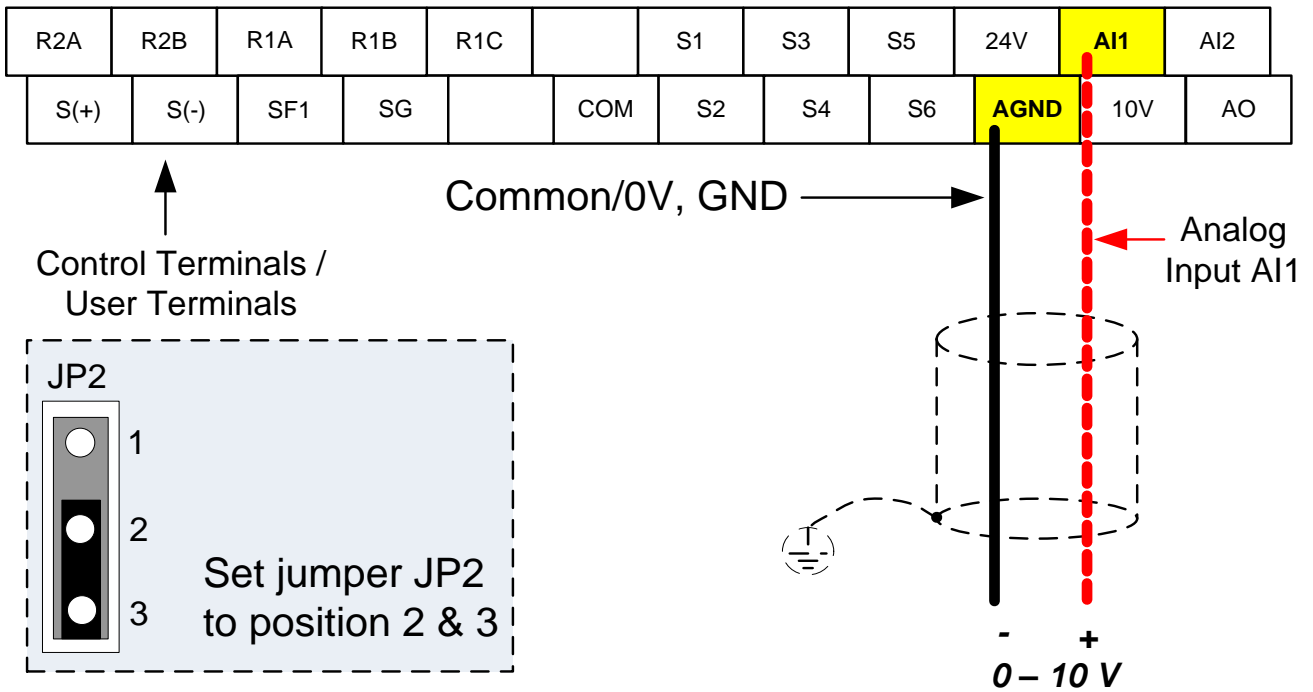 R2A R2B R1A R1B R1C S1 S3 S5 24V AI1 AI2
S(+) S(-) SF1 SG COM S2 S4 S6 AGND 10V AO
Common/0V, GND
Analog
Input AI1
Control Terminals /
User Terminals
JP2
1
2
3
Set jumper JP2
to position 2 & 3
- +
0 – 10 V